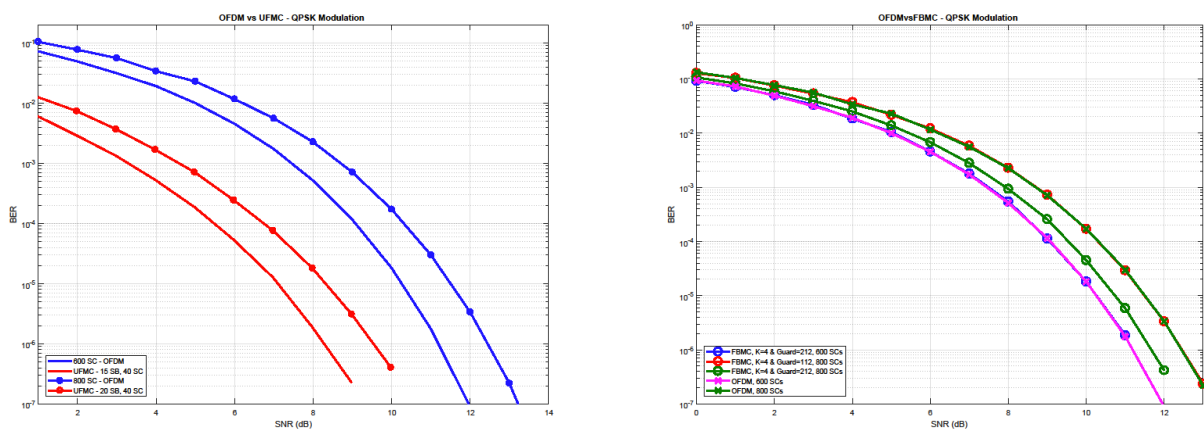 OFDM vs UFMC - QPSK Modulation
BER
10^-1
10^-2
10^-3
10^-4
10^-5
10^-6
10^-7
600 SC - OFDM
UFMC - 15 SB, 40 SC
800 SC - OFDM
UFMC - 20 SB, 40 SC
2 4 6 8 10 12 14
SNR (dB)
OFDMvsFBMC - QPSK Modulation
BER
10^0
10^-1
10^-2
10^-3
10^-4
10^-5
10^-6
10^-7
FBMC, K=4 & Guard=212, 600 SCs
FBMC, K=4 & Guard=112, 800 SCs
FBMC, K=4 & Guard=212, 800 SCs
OFDM, 600 SCs
OFDM, 800 SCs
0 2 4 6 8 10 12
SNR (dB)